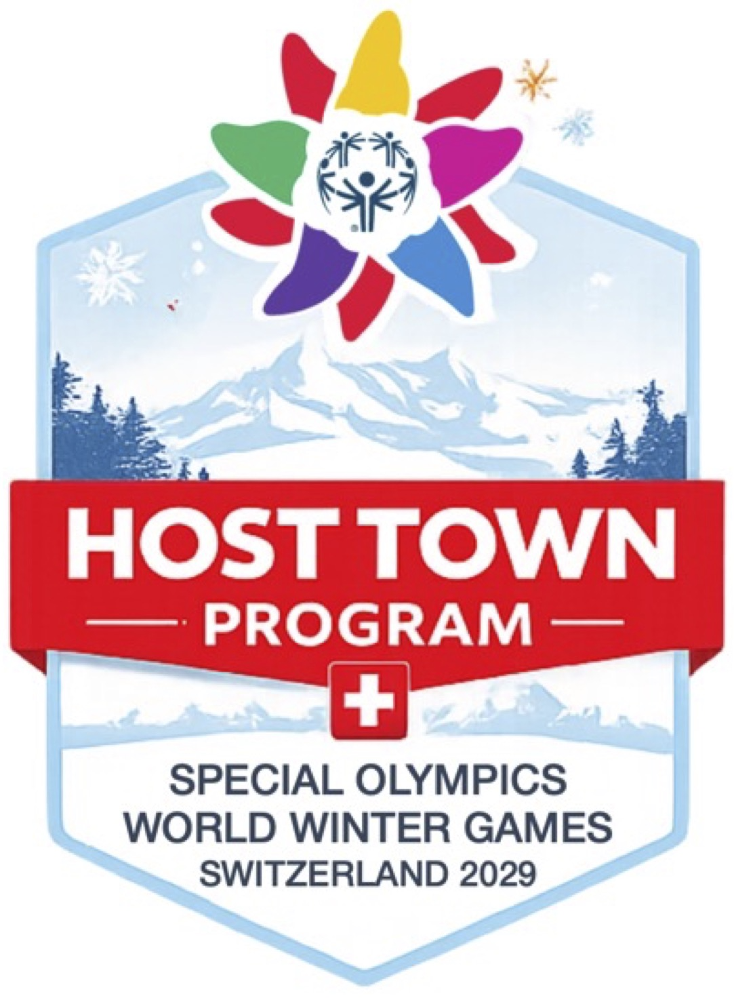 ®
HOST TOWN
PROGRAM
SPECIAL OLYMPICS
WORLD WINTER GAMES
SWITZERLAND 2029